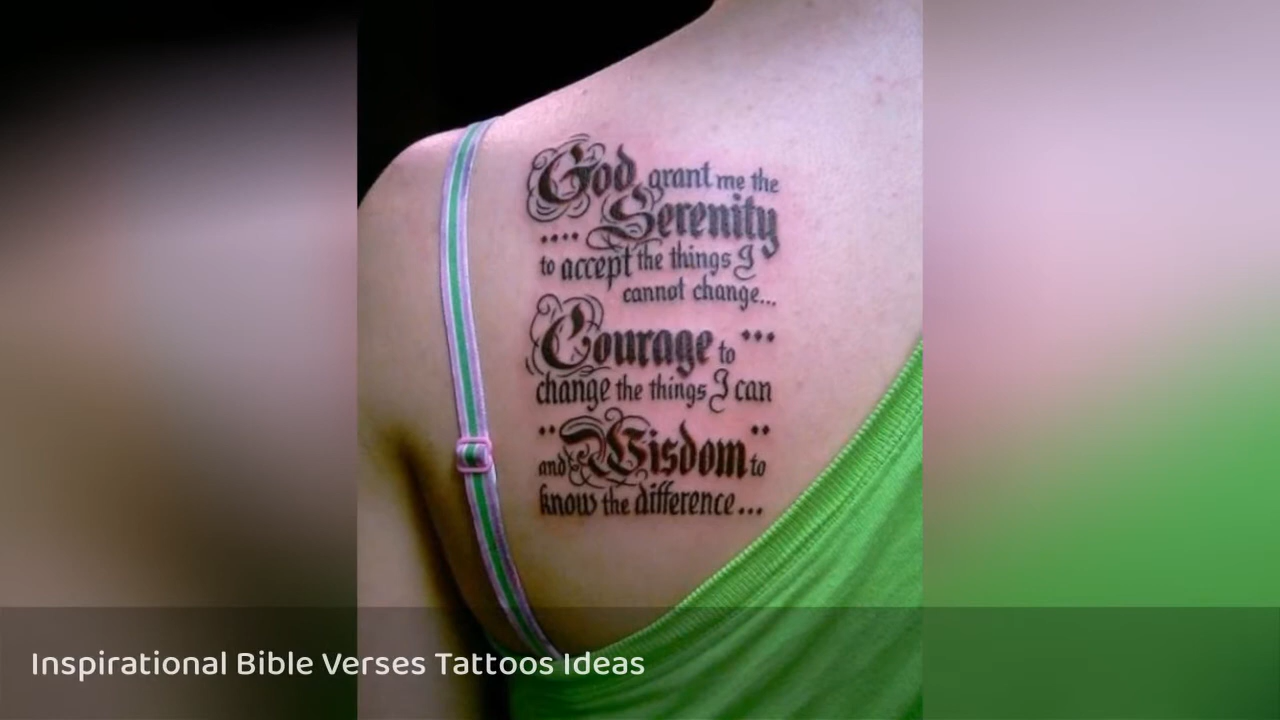 God grant me the
Serenity
....
to accept the things I
cannot change...
Courage to ...
change the things I can
..
..
and Wisdom to
know the difference...
Inspirational Bible Verses Tattoos Ideas